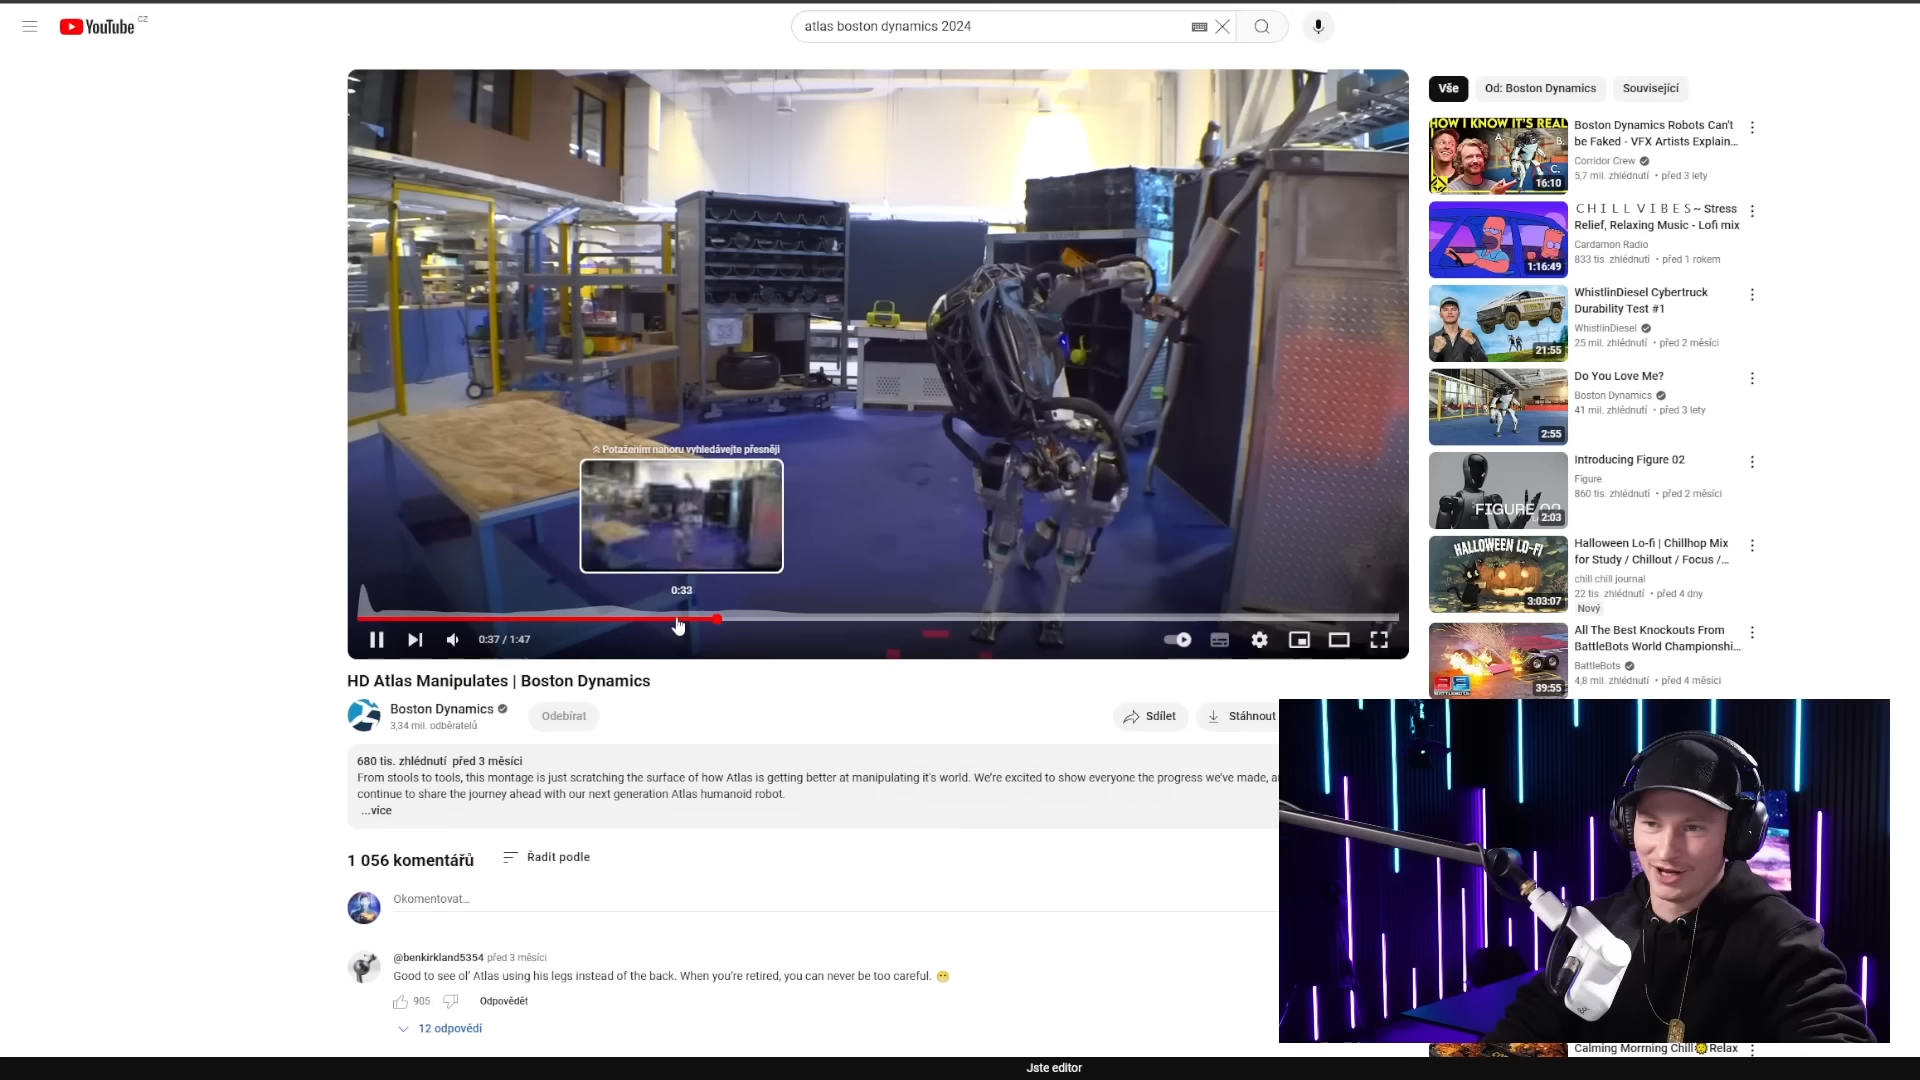 YouTube CZ
atlas boston dynamics 2024
Potažením nahoru vyhledávejte přesněji
0:33
0:37 / 1:47
HD Atlas Manipulates | Boston Dynamics
Boston Dynamics
3,34 mil. odběratelů
Odebírat
Sdílet
Stáhnout
680 tis. zhlédnutí před 3 měsíci
From stools to tools, this montage is just scratching the surface of how Atlas is getting better at manipulating it's world. We're excited to show everyone the progress we've made,
continue to share the journey ahead with our next generation Atlas humanoid robot.
...více
1 056 komentářů
Řadit podle
Okomentovat...
@benkirkland5354 před 3 měsíci
Good to see ol' Atlas using his legs instead of the back. When you're retired, you can never be too careful. 😁
905
Odpovědět
12 odpovědí
Vše
Od: Boston Dynamics
Související
HOW I KNOW IT'S REAL
A.
B.
C.
16:10
Boston Dynamics Robots Can't
be Faked - VFX Artists Explain...
Corridor Crew
5,7 mil. zhlédnutí • před 3 lety
1:16:49
C H I L L V I B E S ~ Stress
Relief, Relaxing Music - Lofi mix
Cardamon Radio
833 tis. zhlédnutí • před 1 rokem
21:55
WhistlinDiesel Cybertruck
Durability Test #1
WhistlinDiesel
25 mil. zhlédnutí • před 2 měsíci
2:55
Do You Love Me?
Boston Dynamics
41 mil. zhlédnutí • před 3 lety
FIGURE
2:03
Introducing Figure 02
Figure
860 tis. zhlédnutí • před 2 měsíci
HALLOWEEN LO-FI
3:03:07
Halloween Lo-fi | Chillhop Mix
for Study / Chillout / Focus /...
chill chill journal
22 tis. zhlédnutí • před 4 dny
Nový
39:55
All The Best Knockouts From
BattleBots World Championshi...
BattleBots
4,8 mil. zhlédnutí • před 4 měsíci
Calming Morrning Chill🌞Relax
Jste editor